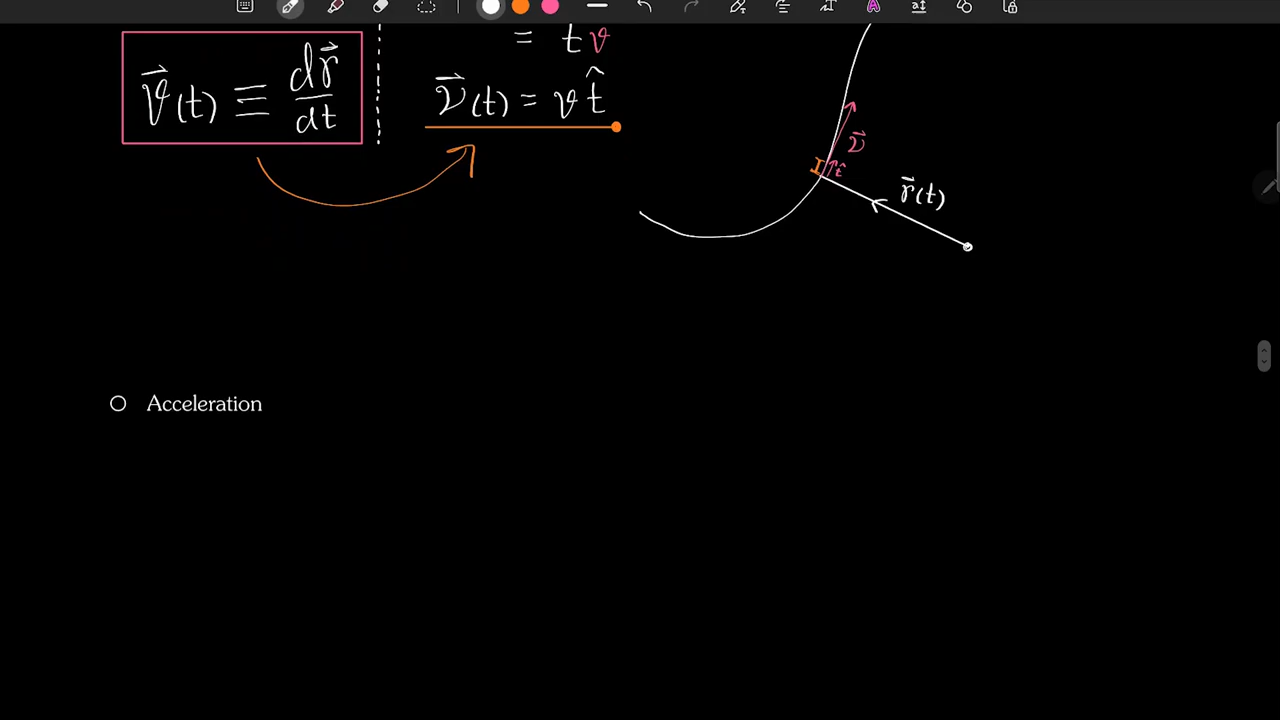 = t̂ v
v⃗(t) ≡ dr⃗/dt
v⃗(t) = v t̂
v⃗
t̂
r⃗(t)
○ Acceleration